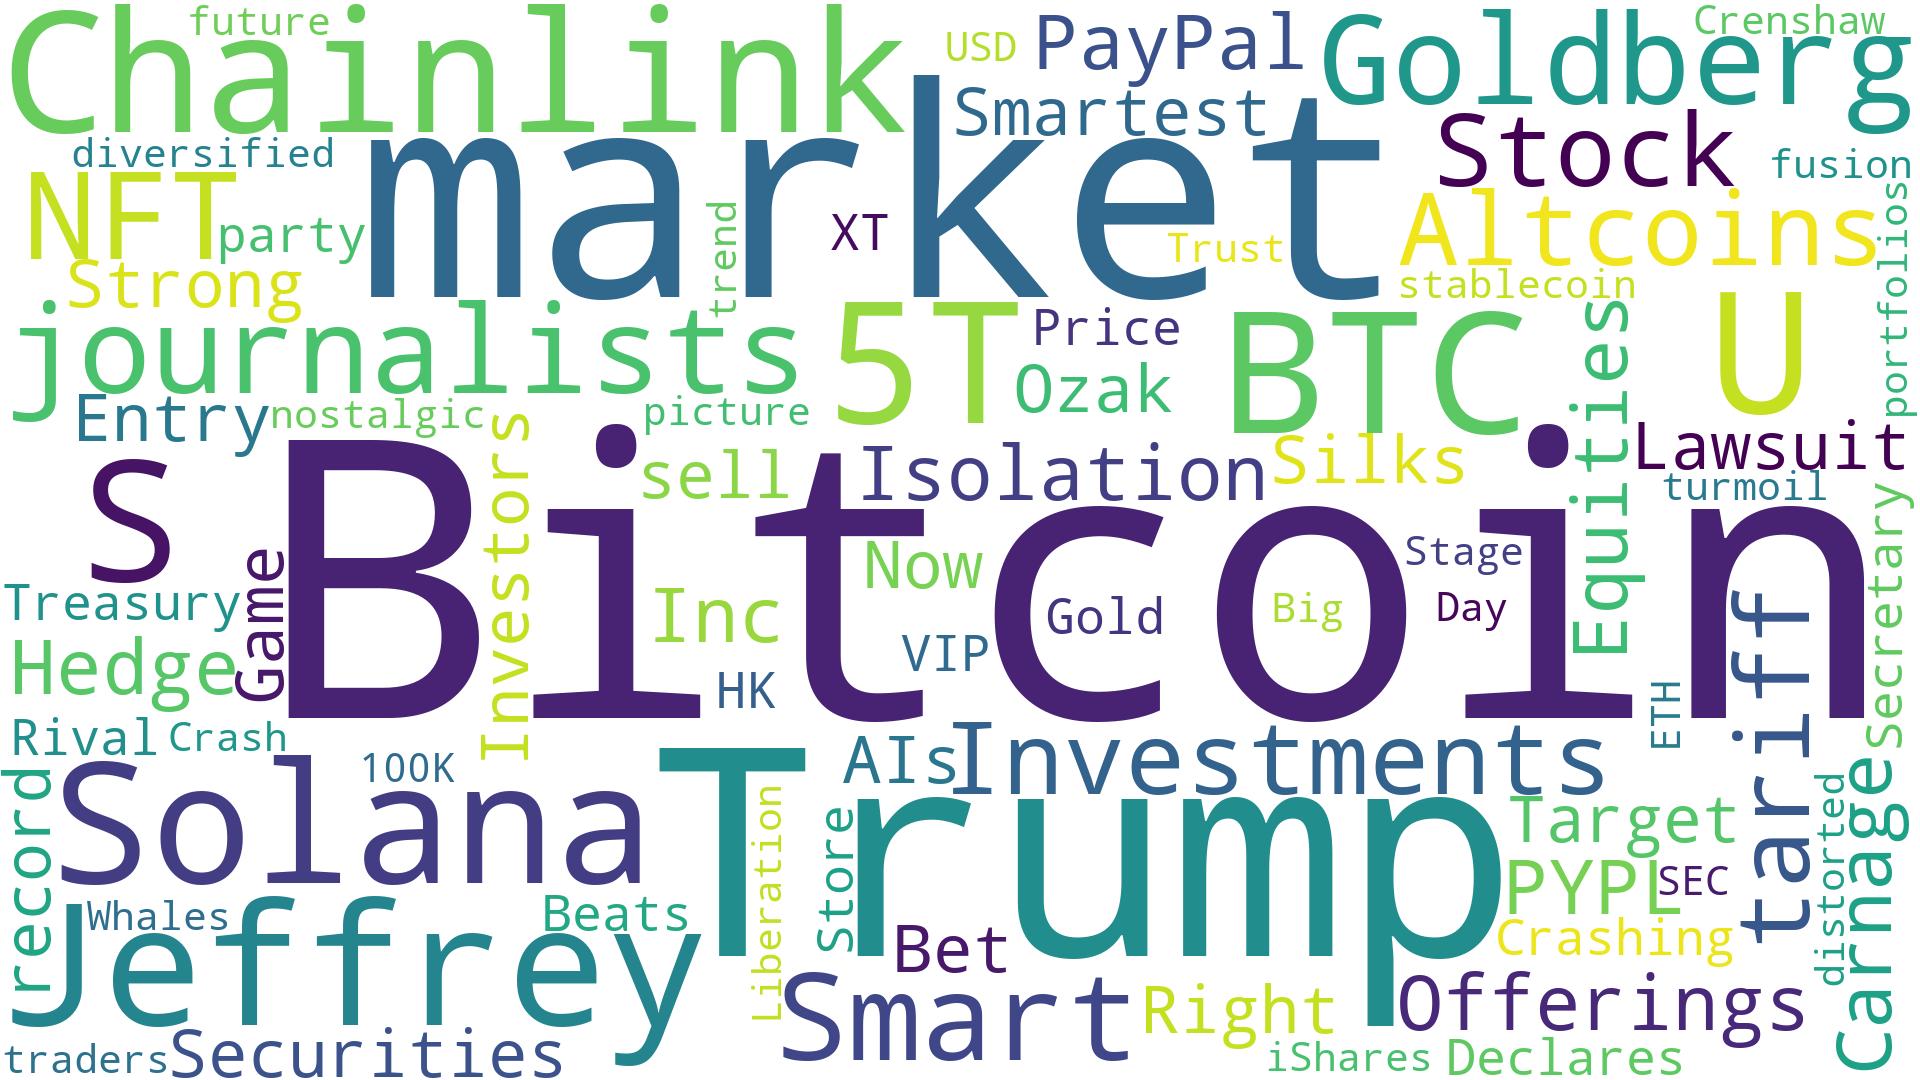 future
Chainlink
USD
PayPal
Goldberg
Crenshaw
Smartest
market
Stock
diversified
fusion
NFT
party
trend
XT
Trust
Altcoins
portfolios
Strong
stablecoin
journalists
5T
Price
BTC
U
Equities
Ozak
Entry
nostalgic
Investors
picture
Lawsuit
S
Bitcoin
sell
Isolation
Silks
turmoil
Secretary
Game
Now
Stage
Treasury
Inc
Gold
Big
Day
tariff
Hedge
VIP
HK
ETH
Rival
Crash
AIs
Investments
Solana
100K
Trump
record
Liberation
Store
Target
Carnage
distorted
PYPL
SEC
Jeffrey
Whales
Beats
Bet
Crashing
Smart
Right
Offerings
traders
Securities
iShares
Declares